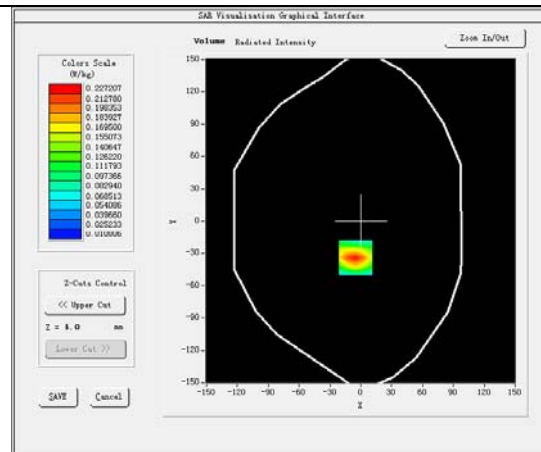 SAR Visualisation Graphical Interface
Volume Radiated Intensity
Zoom In/Out
Colors Scale
(W/kg)
0.227207
0.212780
0.198353
0.183927
0.169500
0.155073
0.140647
0.126220
0.111793
0.097366
0.082940
0.068513
0.054086
0.039660
0.025233
0.010806
150
120
90
60
30
0
-30
-60
-90
-120
-150
Y
-150 -120 -90 -60 -30 0 30 60 90 120 150
X
Z-Cuts Control
<< Upper Cut
Z = 4.0 mm
Lower Cut >>
SAVE Cancel